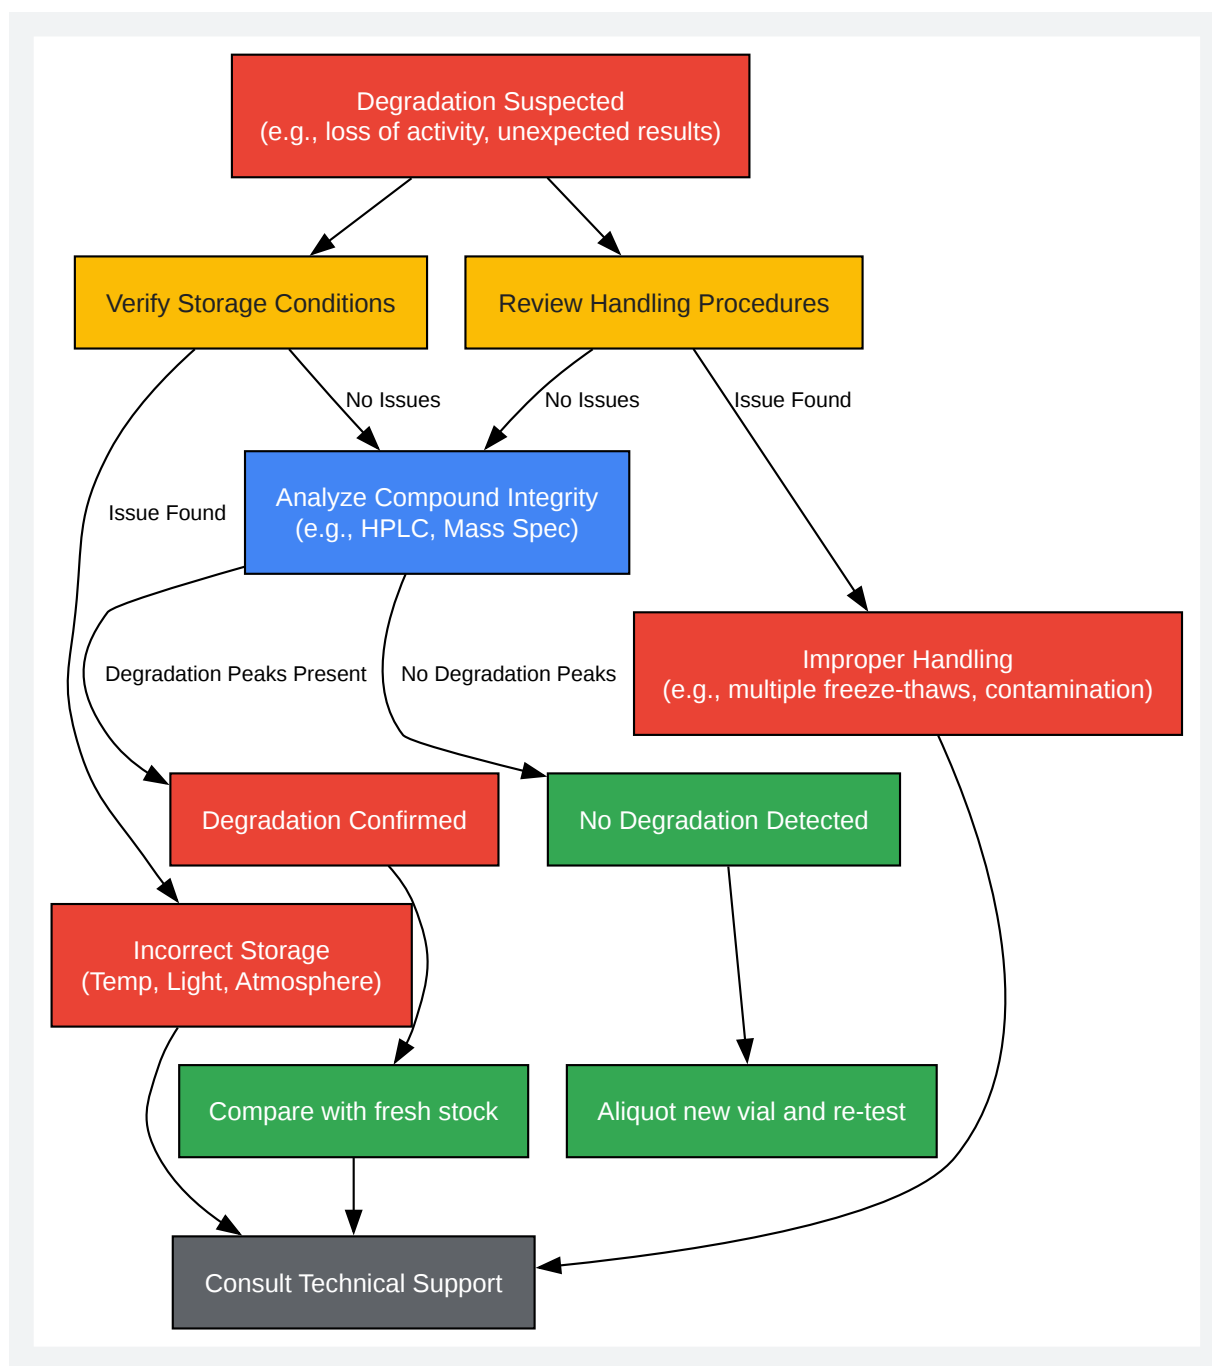 Degradation Suspected
(e.g., loss of activity, unexpected results)
Verify Storage Conditions
Review Handling Procedures
No Issues
No Issues
Issue Found
Analyze Compound Integrity
(e.g., HPLC, Mass Spec)
Issue Found
Improper Handling
(e.g., multiple freeze-thaws, contamination)
Degradation Peaks Present
No Degradation Peaks
Degradation Confirmed
No Degradation Detected
Incorrect Storage
(Temp, Light, Atmosphere)
Compare with fresh stock
Aliquot new vial and re-test
Consult Technical Support